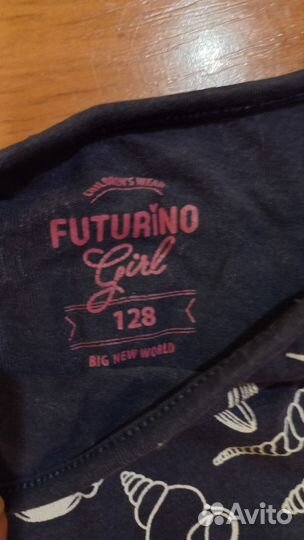 CHILDREN'S WEAR
FUTURINO
Girl
128
BIG NEW WORLD
Avito